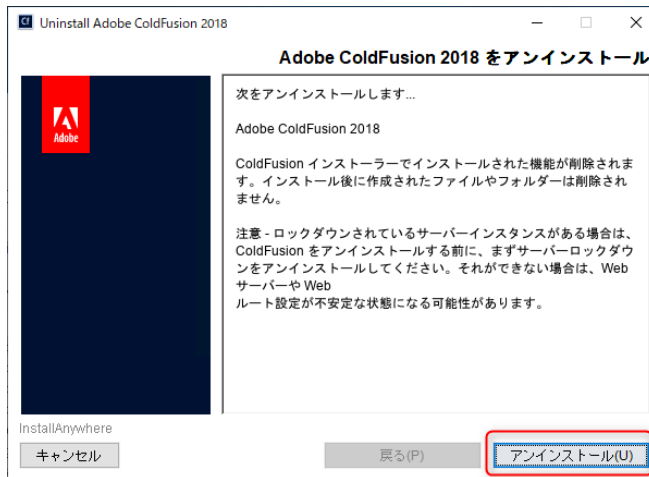 Uninstall Adobe ColdFusion 2018
Adobe ColdFusion 2018 をアンインストール
Adobe
次をアンインストールします...
Adobe ColdFusion 2018
ColdFusion インストーラーでインストールされた機能が削除されま
す。インストール後に作成されたファイルやフォルダーは削除され
ません。
注意 - ロックダウンされているサーバーインスタンスがある場合は、
ColdFusion をアンインストールする前に、まずサーバーロックダウ
ンをアンインストールしてください。それができない場合は、Web
サーバーや Web
ルート設定が不安定な状態になる可能性があります。
InstallAnywhere
キャンセル
戻る(P)
アンインストール(U)